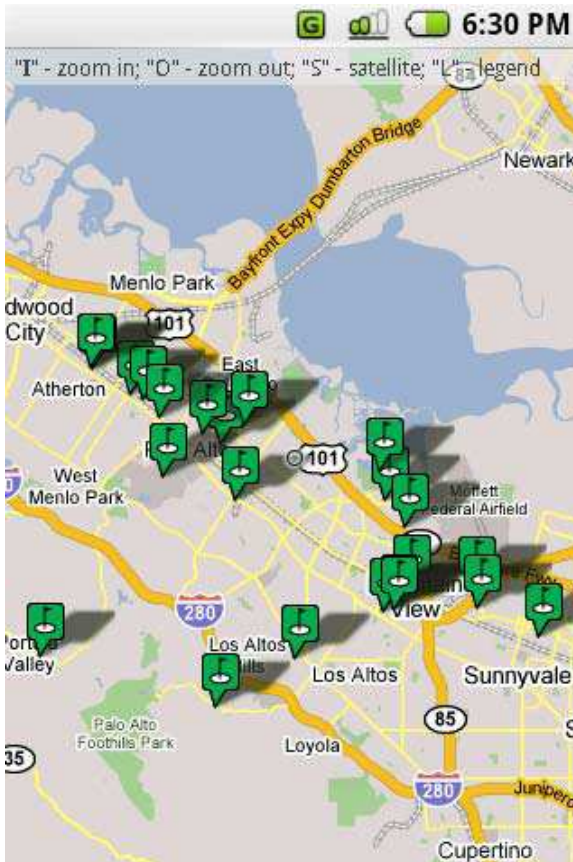 G 6:30 PM
"I" - zoom in; "O" - zoom out; "S" - satellite; "L" - legend
84
Newark
Bayfront Expy Dumbarton Bridge
Menlo Park
dwood
City
101
East
Atherton
101
West
Menlo Park
Moffett
Federal Airfield
View
280
Valley
Los Altos
Los Altos
Sunnyvale
Palo Alto
Foothills Park
85
Loyola
35
280
Junipero
Cupertino